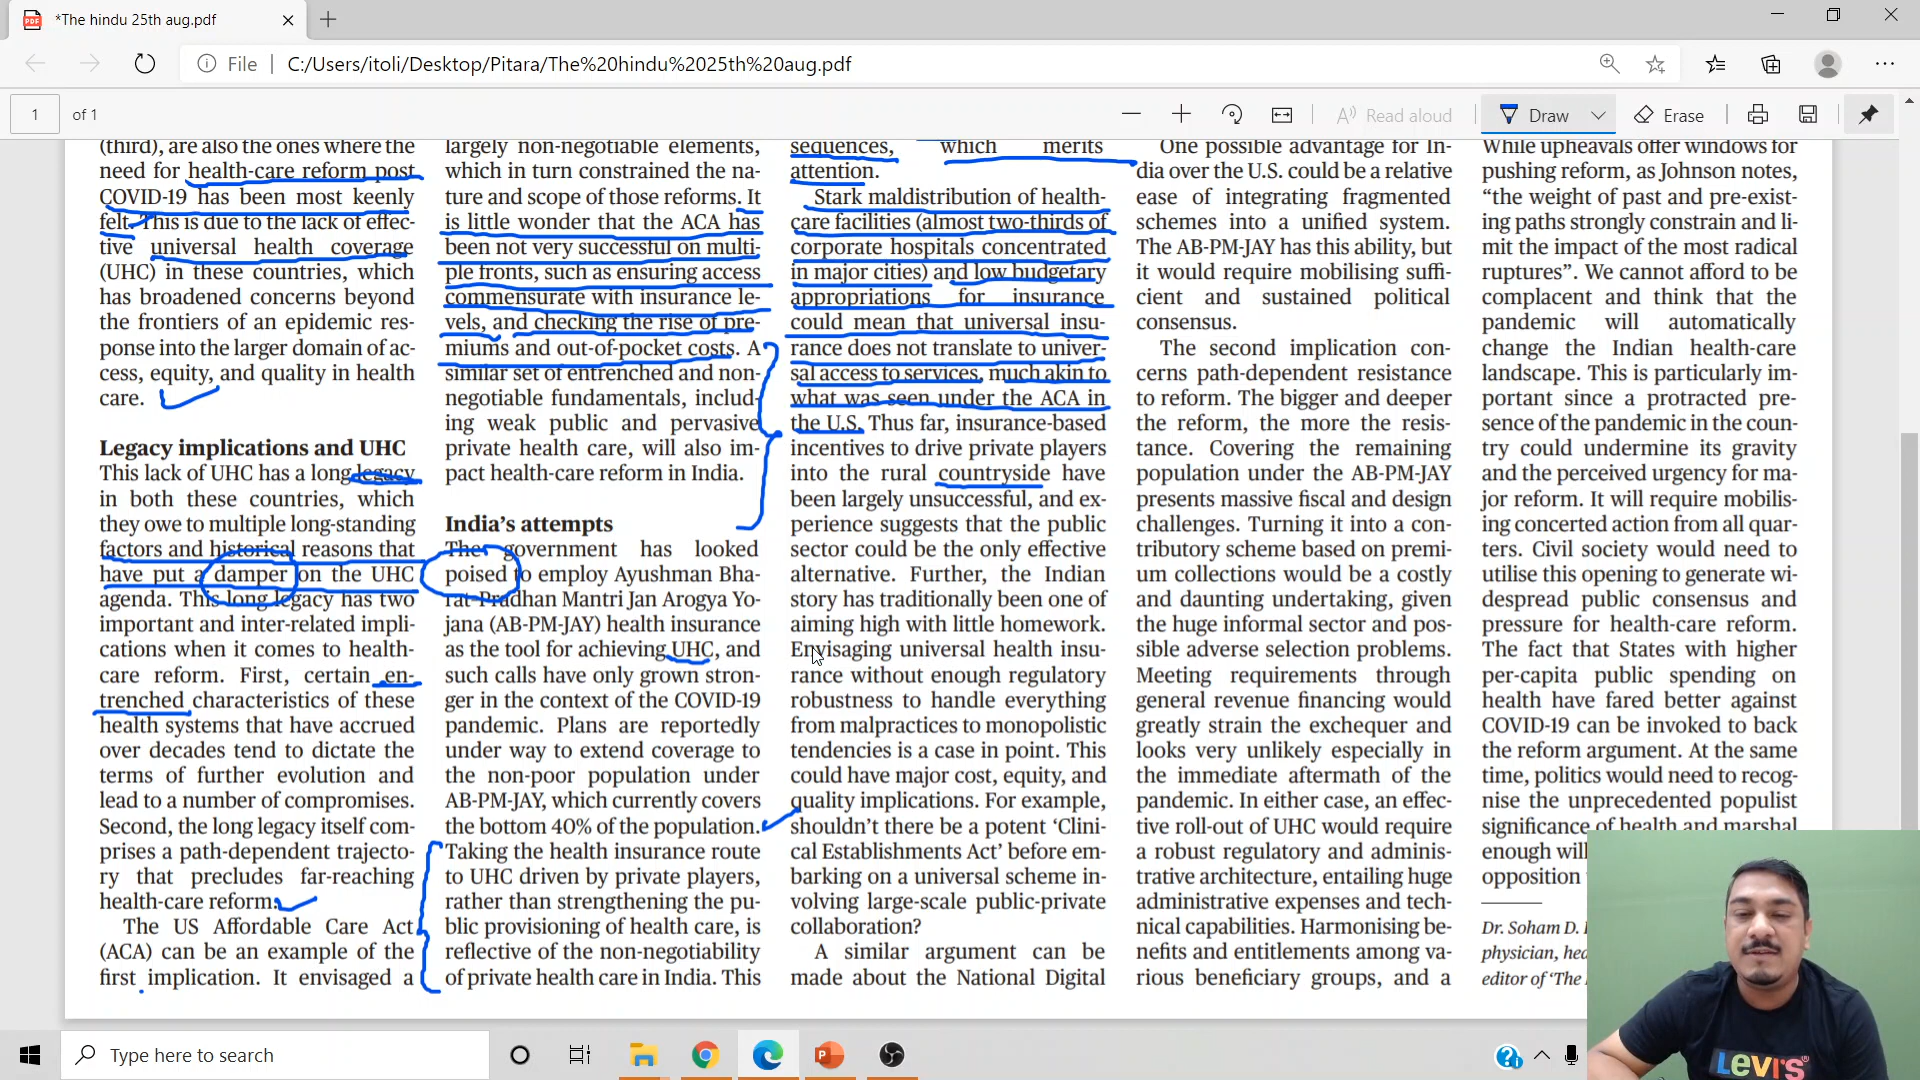 *The hindu 25th aug.pdf
File
C:/Users/itoli/Desktop/Pitara/The%20hindu%2025th%20aug.pdf
1
of 1
Read aloud
Draw
Erase
(third), are also the ones where the
need for health-care reform post
COVID-19 has been most keenly
felt. This is due to the lack of effec-
tive universal health coverage
(UHC) in these countries, which
has broadened concerns beyond
the frontiers of an epidemic res-
ponse into the larger domain of ac-
cess, equity, and quality in health
care.
Legacy implications and UHC
This lack of UHC has a long legacy
in both these countries, which
they owe to multiple long-standing
factors and historical reasons that
have put a damper on the UHC
agenda. This long legacy has two
important and inter-related impli-
cations when it comes to health-
care reform. First, certain en-
trenched characteristics of these
health systems that have accrued
over decades tend to dictate the
terms of further evolution and
lead to a number of compromises.
Second, the long legacy itself com-
prises a path-dependent trajecto-
ry that precludes far-reaching
health-care reform.
The US Affordable Care Act
(ACA) can be an example of the
first implication. It envisaged a
largely non-negotiable elements,
which in turn constrained the na-
ture and scope of those reforms. It
is little wonder that the ACA has
been not very successful on multi-
ple fronts, such as ensuring access
commensurate with insurance le-
vels, and checking the rise of pre-
miums and out-of-pocket costs. A
similar set of entrenched and non-
negotiable fundamentals, includ-
ing weak public and pervasive
private health care, will also im-
pact health-care reform in India.
India's attempts
The government has looked
poised to employ Ayushman Bha-
rat-Pradhan Mantri Jan Arogya Yo-
jana (AB-PM-JAY) health insurance
as the tool for achieving UHC, and
such calls have only grown stron-
ger in the context of the COVID-19
pandemic. Plans are reportedly
under way to extend coverage to
the non-poor population under
AB-PM-JAY, which currently covers
the bottom 40% of the population.
Taking the health insurance route
to UHC driven by private players,
rather than strengthening the pu-
blic provisioning of health care, is
reflective of the non-negotiability
of private health care in India. This
sequences, which merits
attention.
Stark maldistribution of health-
care facilities (almost two-thirds of
corporate hospitals concentrated
in major cities) and low budgetary
appropriations for insurance
could mean that universal insu-
rance does not translate to univer-
sal access to services, much akin to
what was seen under the ACA in
the U.S. Thus far, insurance-based
incentives to drive private players
into the rural countryside have
been largely unsuccessful, and ex-
perience suggests that the public
sector could be the only effective
alternative. Further, the Indian
story has traditionally been one of
aiming high with little homework.
Envisaging universal health insu-
rance without enough regulatory
robustness to handle everything
from malpractices to monopolistic
tendencies is a case in point. This
could have major cost, equity, and
quality implications. For example,
shouldn't there be a potent 'Clini-
cal Establishments Act' before em-
barking on a universal scheme in-
volving large-scale public-private
collaboration?
A similar argument can be
made about the National Digital
One possible advantage for In-
dia over the U.S. could be a relative
ease of integrating fragmented
schemes into a unified system.
The AB-PM-JAY has this ability, but
it would require mobilising suffi-
cient and sustained political
consensus.
The second implication con-
cerns path-dependent resistance
to reform. The bigger and deeper
the reform, the more the resis-
tance. Covering the remaining
population under the AB-PM-JAY
presents massive fiscal and design
challenges. Turning it into a con-
tributory scheme based on premi-
um collections would be a costly
and daunting undertaking, given
the huge informal sector and pos-
sible adverse selection problems.
Meeting requirements through
general revenue financing would
greatly strain the exchequer and
looks very unlikely especially in
the immediate aftermath of the
pandemic. In either case, an effec-
tive roll-out of UHC would require
a robust regulatory and adminis-
trative architecture, entailing huge
administrative expenses and tech-
nical capabilities. Harmonising be-
nefits and entitlements among va-
rious beneficiary groups, and a
While upheavals offer windows for
pushing reform, as Johnson notes,
"the weight of past and pre-exist-
ing paths strongly constrain and li-
mit the impact of the most radical
ruptures". We cannot afford to be
complacent and think that the
pandemic will automatically
change the Indian health-care
landscape. This is particularly im-
portant since a protracted pre-
sence of the pandemic in the coun-
try could undermine its gravity
and the perceived urgency for ma-
jor reform. It will require mobilis-
ing concerted action from all quar-
ters. Civil society would need to
utilise this opening to generate wi-
despread public consensus and
pressure for health-care reform.
The fact that States with higher
per-capita public spending on
health have fared better against
COVID-19 can be invoked to back
the reform argument. At the same
time, politics would need to recog-
nise the unprecedented populist
significance of health and marshal
enough will
opposition
Dr. Soham D.
physician, hea
editor of 'The
Type here to search
LEVI'S